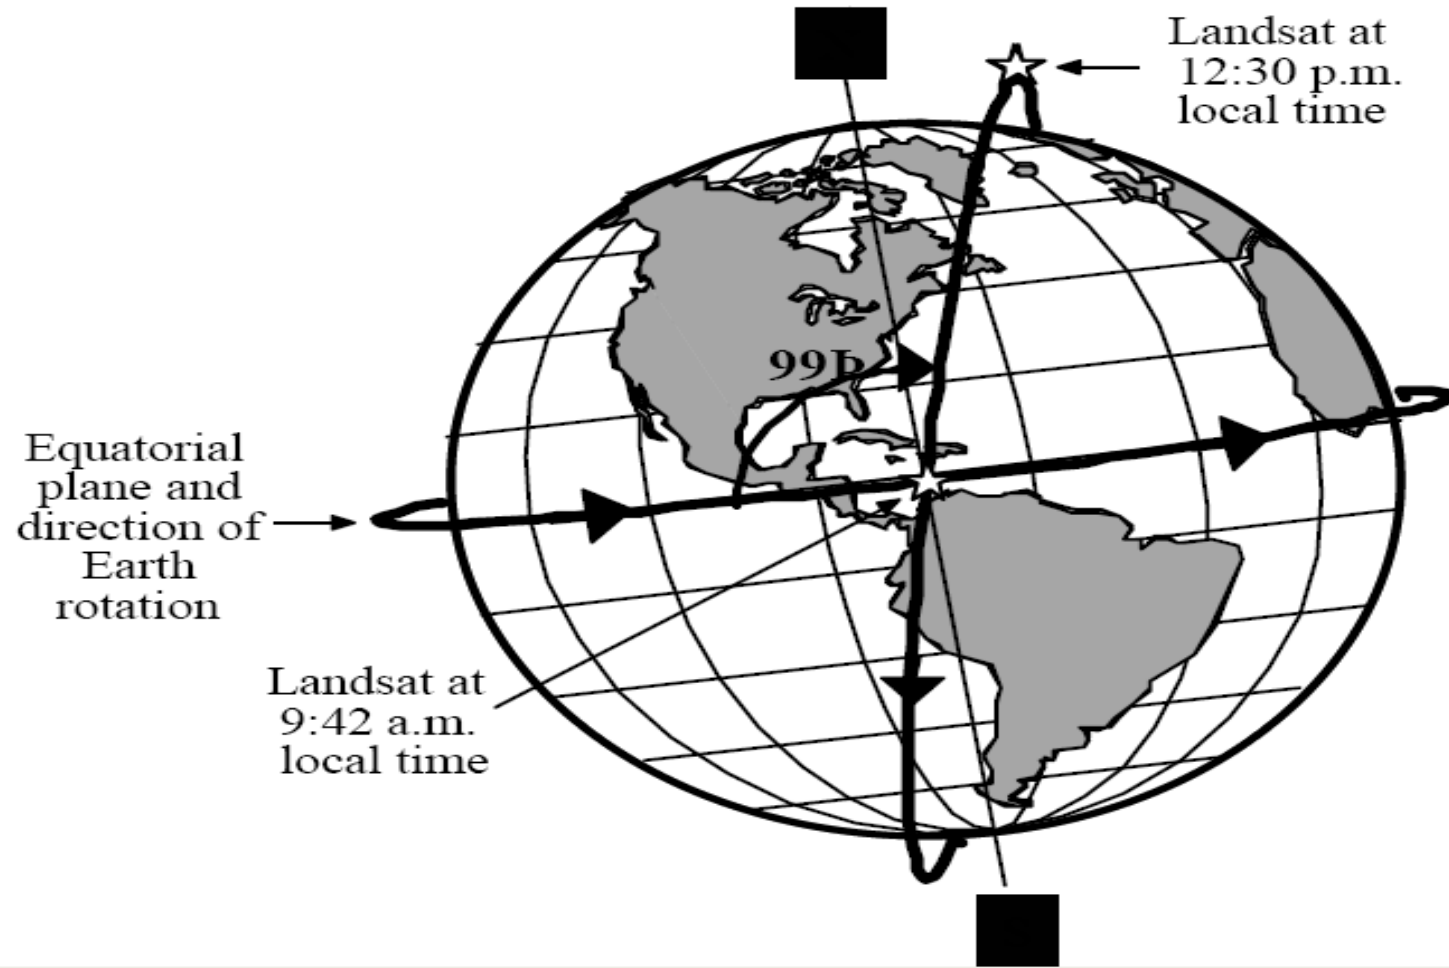 Landsat at
12:30 p.m.
local time
99Ь
Equatorial
plane and
direction of
Earth
rotation
Landsat at
9:42 a.m.
local time